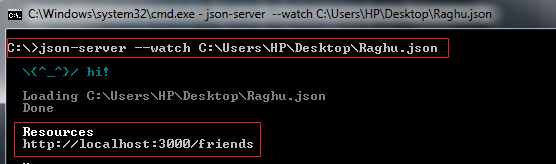 C:\Windows\system32\cmd.exe - json-server --watch C:\Users\HP\Desktop\Raghu.json
C:\>json-server --watch C:\Users\HP\Desktop\Raghu.json
\{^_^}/ hi!
Loading C:\Users\HP\Desktop\Raghu.json
Done
Resources
http://localhost:3000/friends